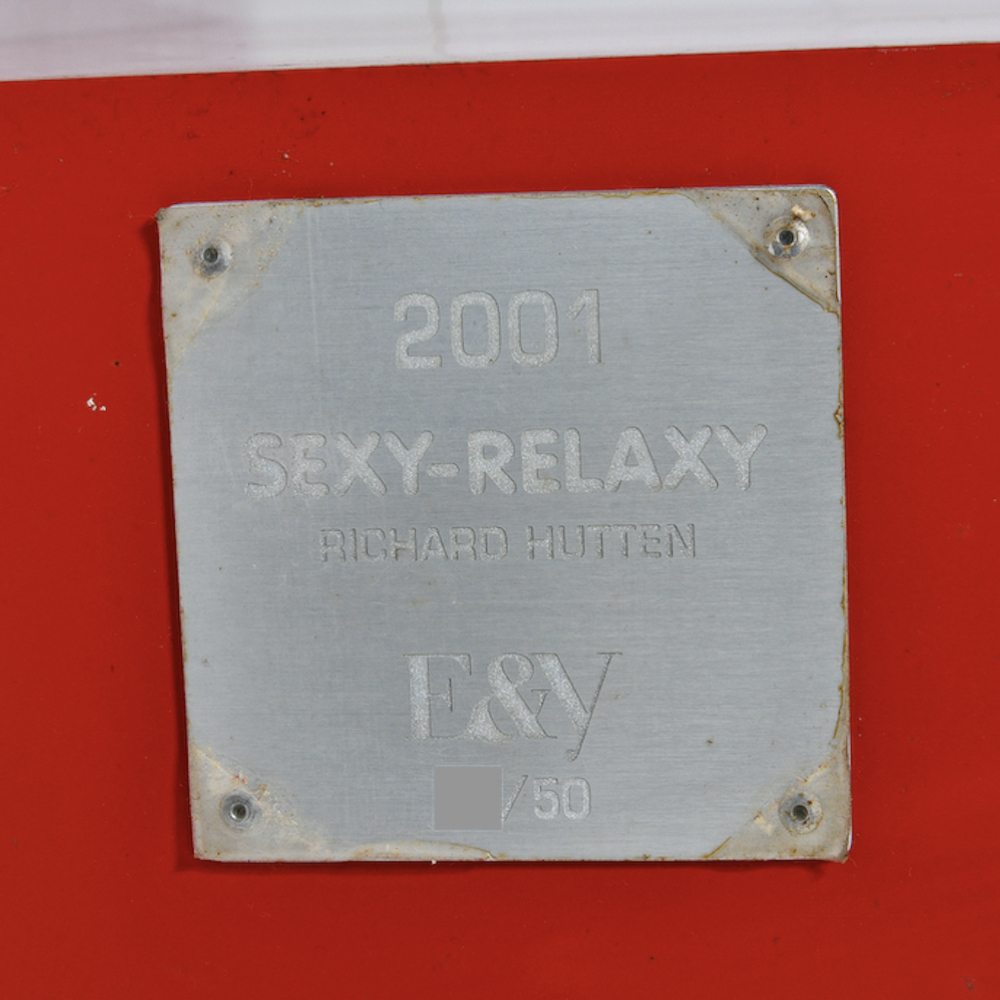 2001
SEXY-RELAXY
RICHARD HUTTEN
E&Y
/50